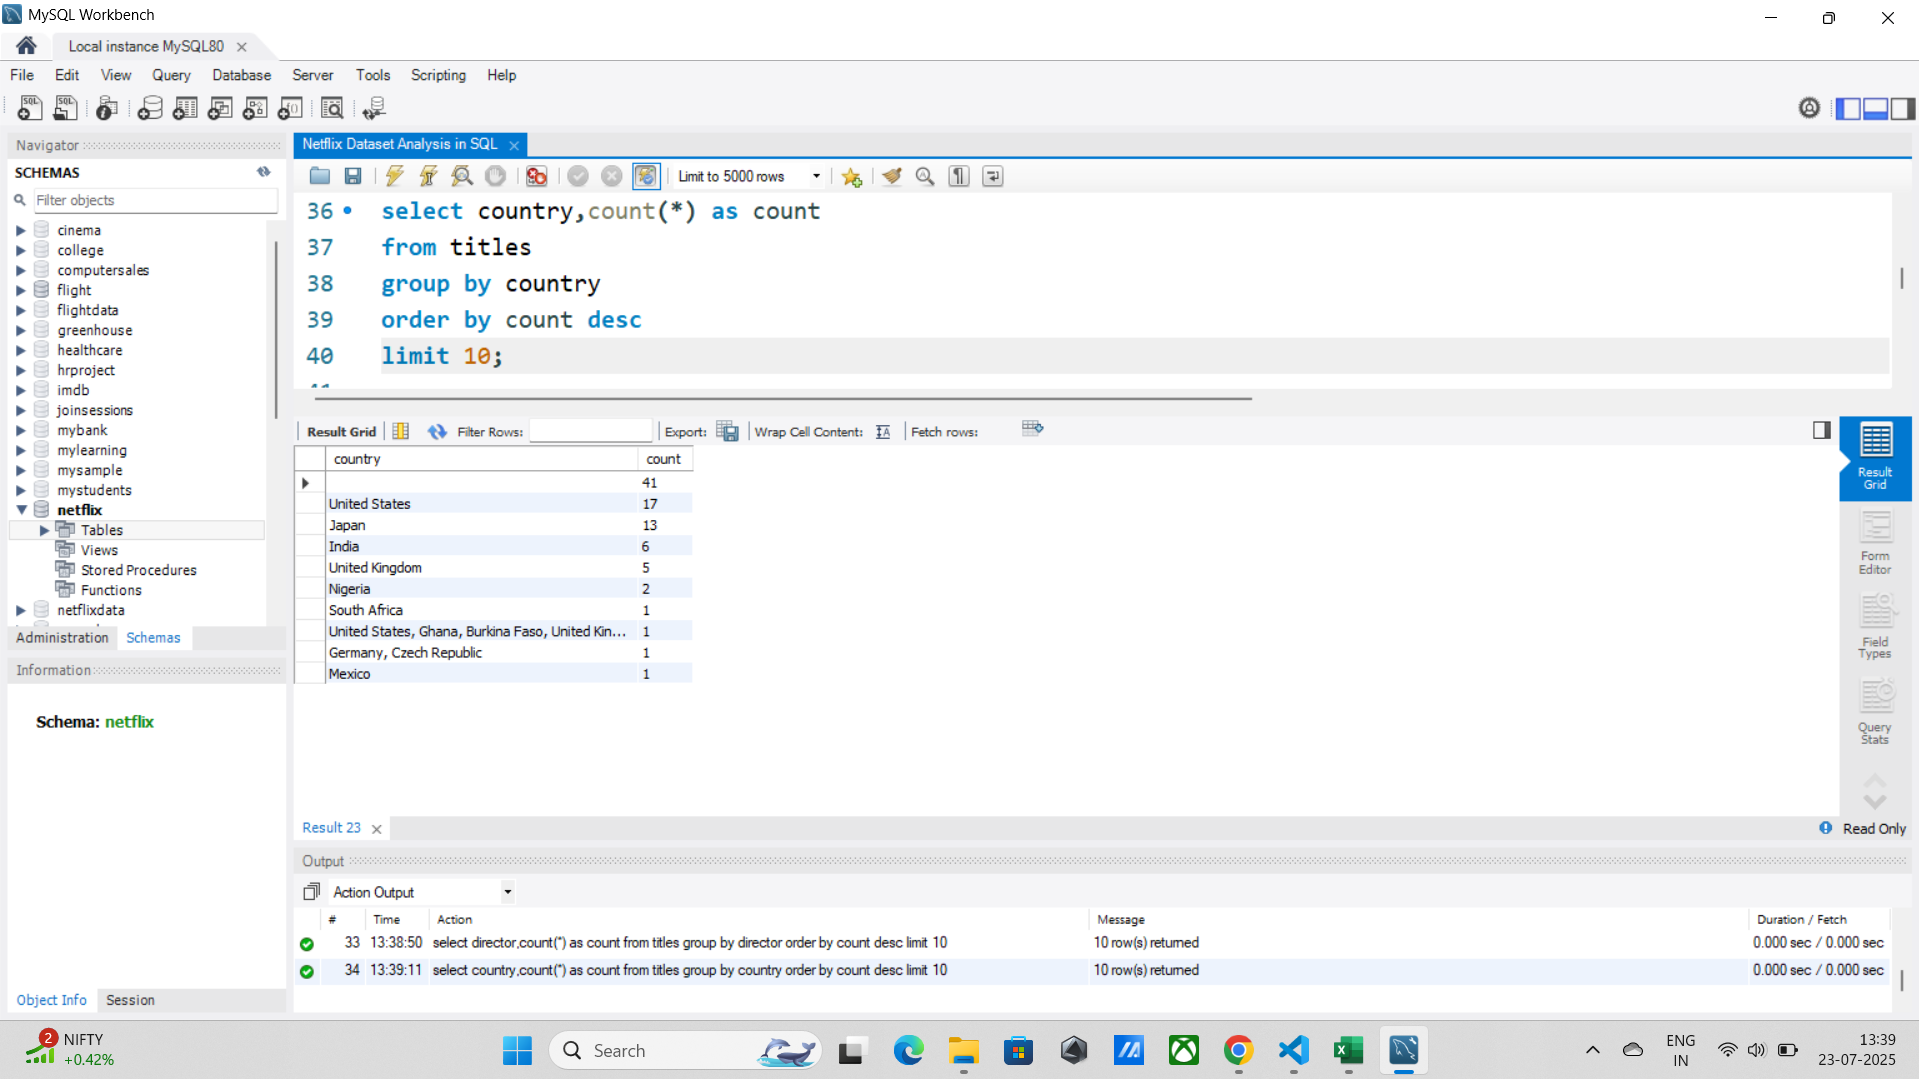 MySQL Workbench
Local instance MySQL80
File Edit View Query Database Server Tools Scripting Help
Navigator
SCHEMAS
Filter objects
cinema
college
computersales
flight
flightdata
greenhouse
healthcare
hrproject
imdb
joinsessions
mybank
mylearning
mysample
mystudents
netflix
Tables
Views
Stored Procedures
Functions
netflixdata
Administration Schemas
Information
Schema: netflix
Object Info Session
Netflix Dataset Analysis in SQL
Limit to 5000 rows
36 select country,count(*) as count
37 from titles
38 group by country
39 order by count desc
40 limit 10;
Result Grid Filter Rows: Export: Wrap Cell Content: Fetch rows:
country count
41
United States 17
Japan 13
India 6
United Kingdom 5
Nigeria 2
South Africa 1
United States, Ghana, Burkina Faso, United Kin... 1
Germany, Czech Republic 1
Mexico 1
Result
Grid
Form
Editor
Field
Types
Query
Stats
Result 23
Read Only
Output
Action Output
# Time Action Message Duration / Fetch
33 13:38:50 select director,count(*) as count from titles group by director order by count desc limit 10 10 row(s) returned 0.000 sec / 0.000 sec
34 13:39:11 select country,count(*) as count from titles group by country order by count desc limit 10 10 row(s) returned 0.000 sec / 0.000 sec
2
NIFTY
+0.42%
Search
ENG
IN
13:39
23-07-2025